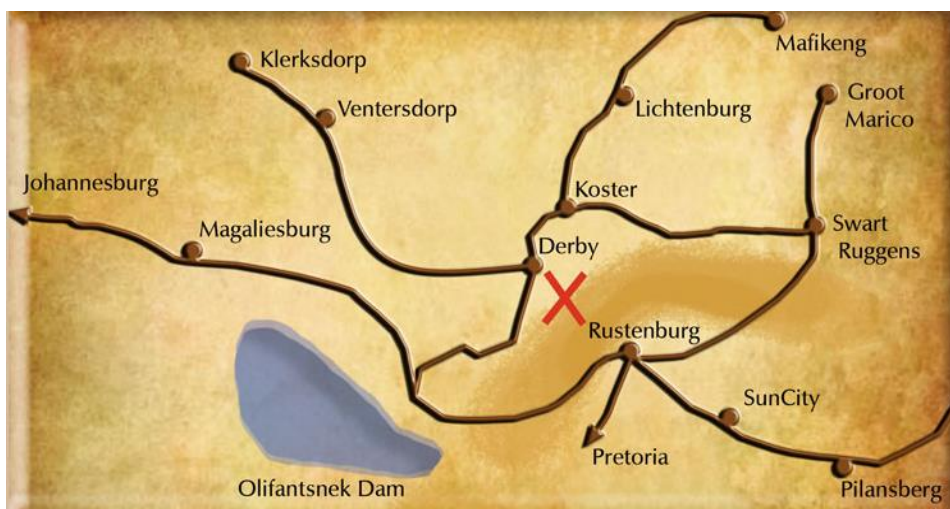 Mafikeng
Klerksdorp
Ventersdorp
Lichtenburg
Groot
Marico
Johannesburg
Koster
Magaliesburg
Derby
Swart
Ruggens
Rustenburg
SunCity
Pretoria
Olifantsnek Dam
Pilansberg